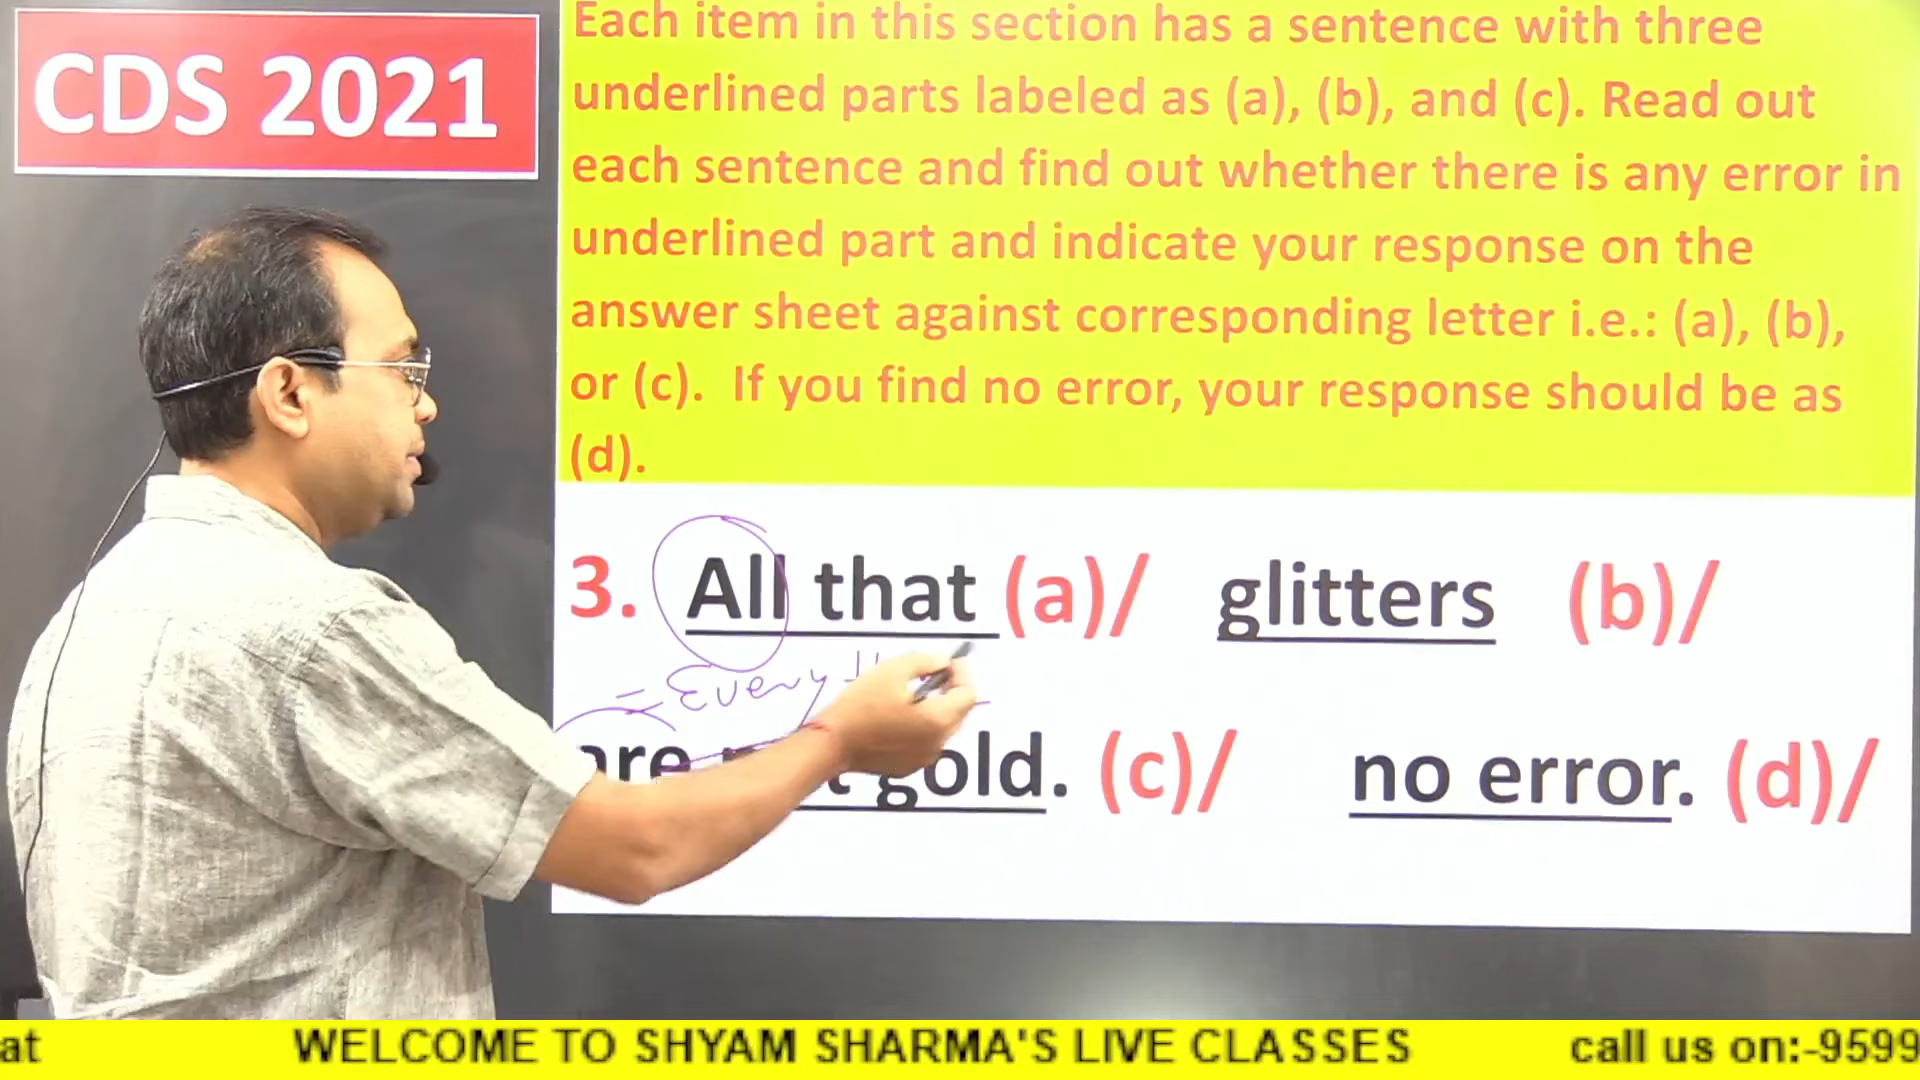 CDS 2021
Each item in this section has a sentence with three
underlined parts labeled as (a), (b), and (c). Read out
each sentence and find out whether there is any error in
underlined part and indicate your response on the
answer sheet against corresponding letter i.e.: (a), (b),
or (c). If you find no error, your response should be as
(d).
3. All that (a)/ glitters (b)/
= Every
are gold. (c)/ no error. (d)/
at WELCOME TO SHYAM SHARMA'S LIVE CLASSES call us on:-9599